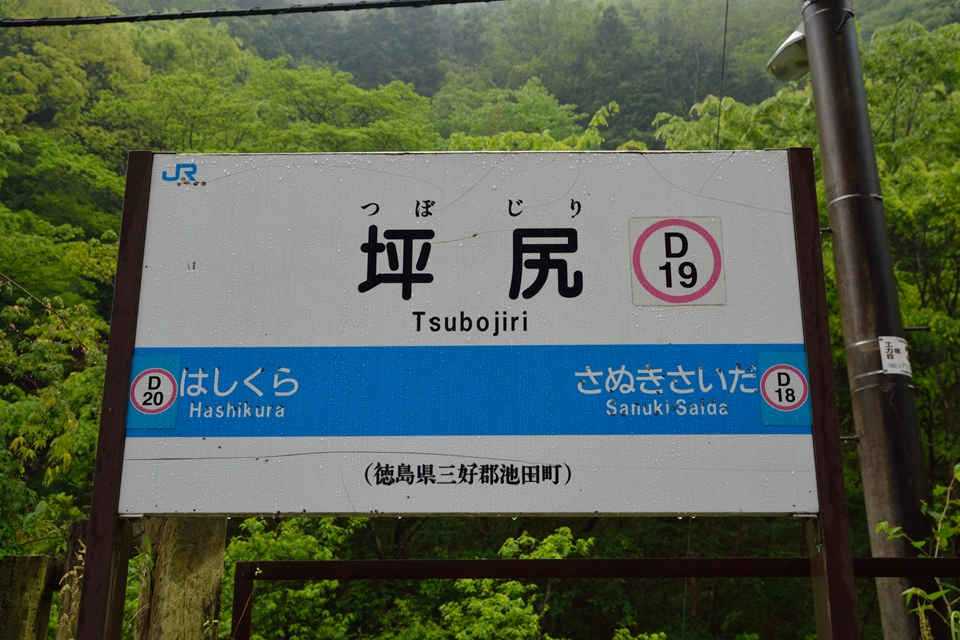 JR
つぼじり
坪尻
D
19
Tsubojiri
D
20
はしくら
Hashikura
さぬきさいだ
Sanuki-Saida
D
18
(徳島県三好郡池田町)